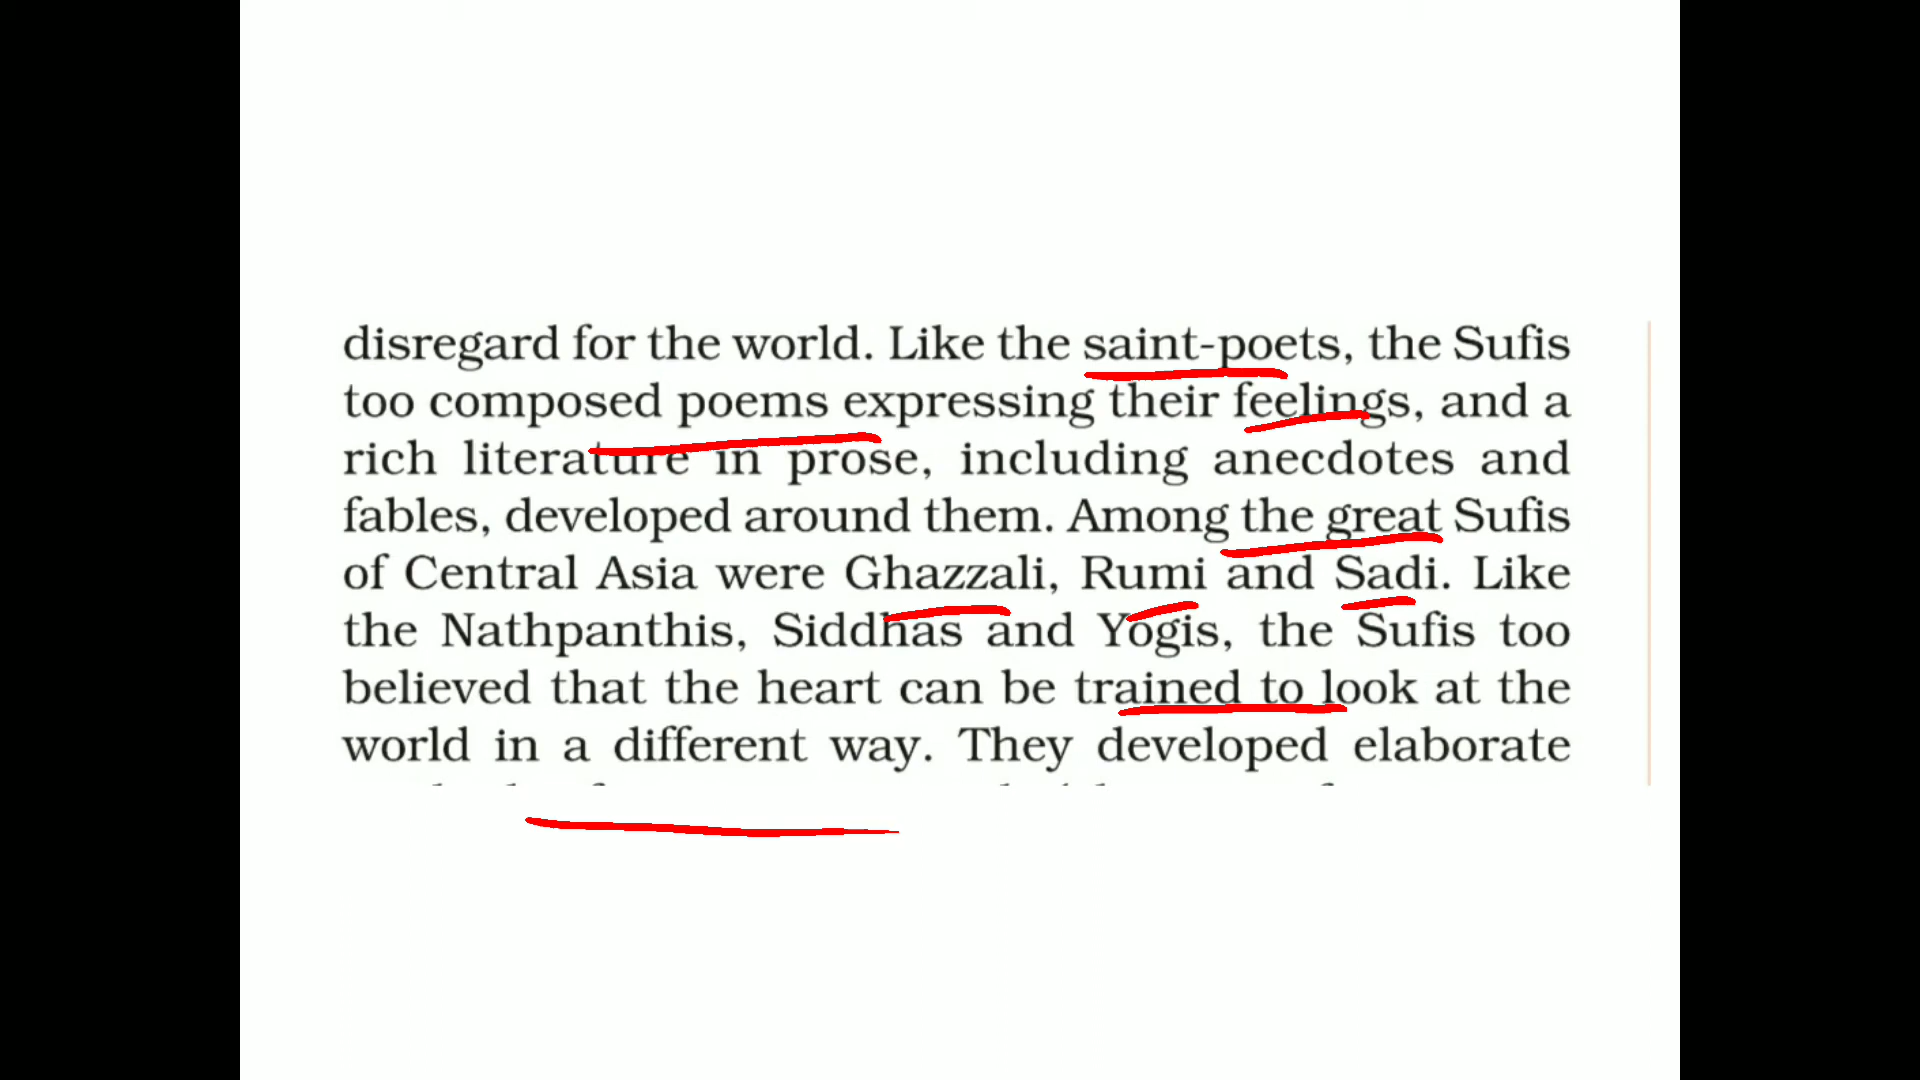 disregard for the world. Like the saint-poets, the Sufis
too composed poems expressing their feelings, and a
rich literature in prose, including anecdotes and
fables, developed around them. Among the great Sufis
of Central Asia were Ghazzali, Rumi and Sadi. Like
the Nathpanthis, Siddhas and Yogis, the Sufis too
believed that the heart can be trained to look at the
world in a different way. They developed elaborate